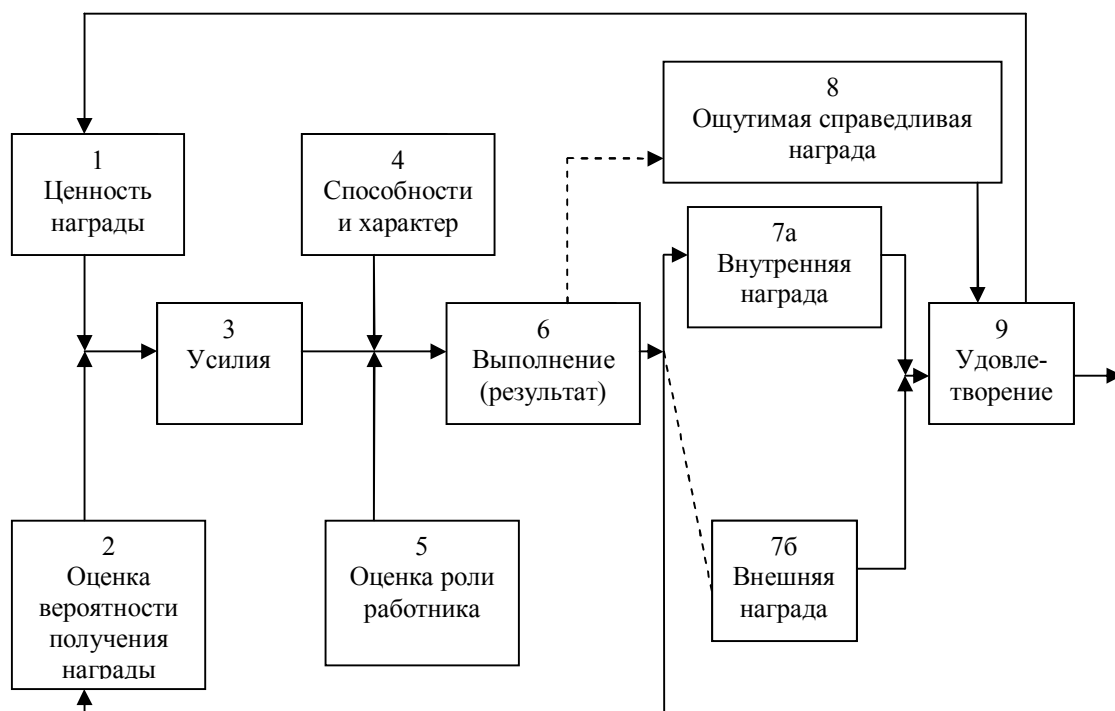 1
Ценность
награды
2
Оценка
вероятности
получения
награды
3
Усилия
4
Способности
и характер
5
Оценка роли
работника
6
Выполнение
(результат)
7а
Внутренняя
награда
7б
Внешняя
награда
8
Ощутимая справедливая
награда
9
Удовле-
творение